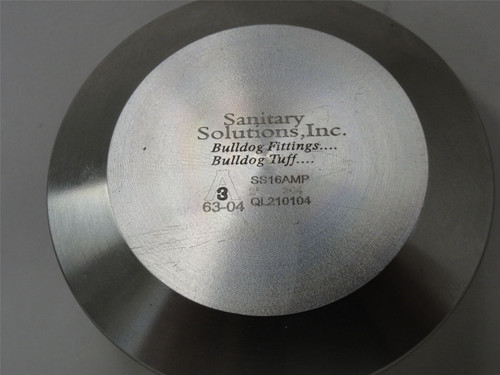 Sanitary
Solutions,Inc.
Bulldog Fittings....
Bulldog Tuff....
SS16AMP
A
3
63-04 QL210104